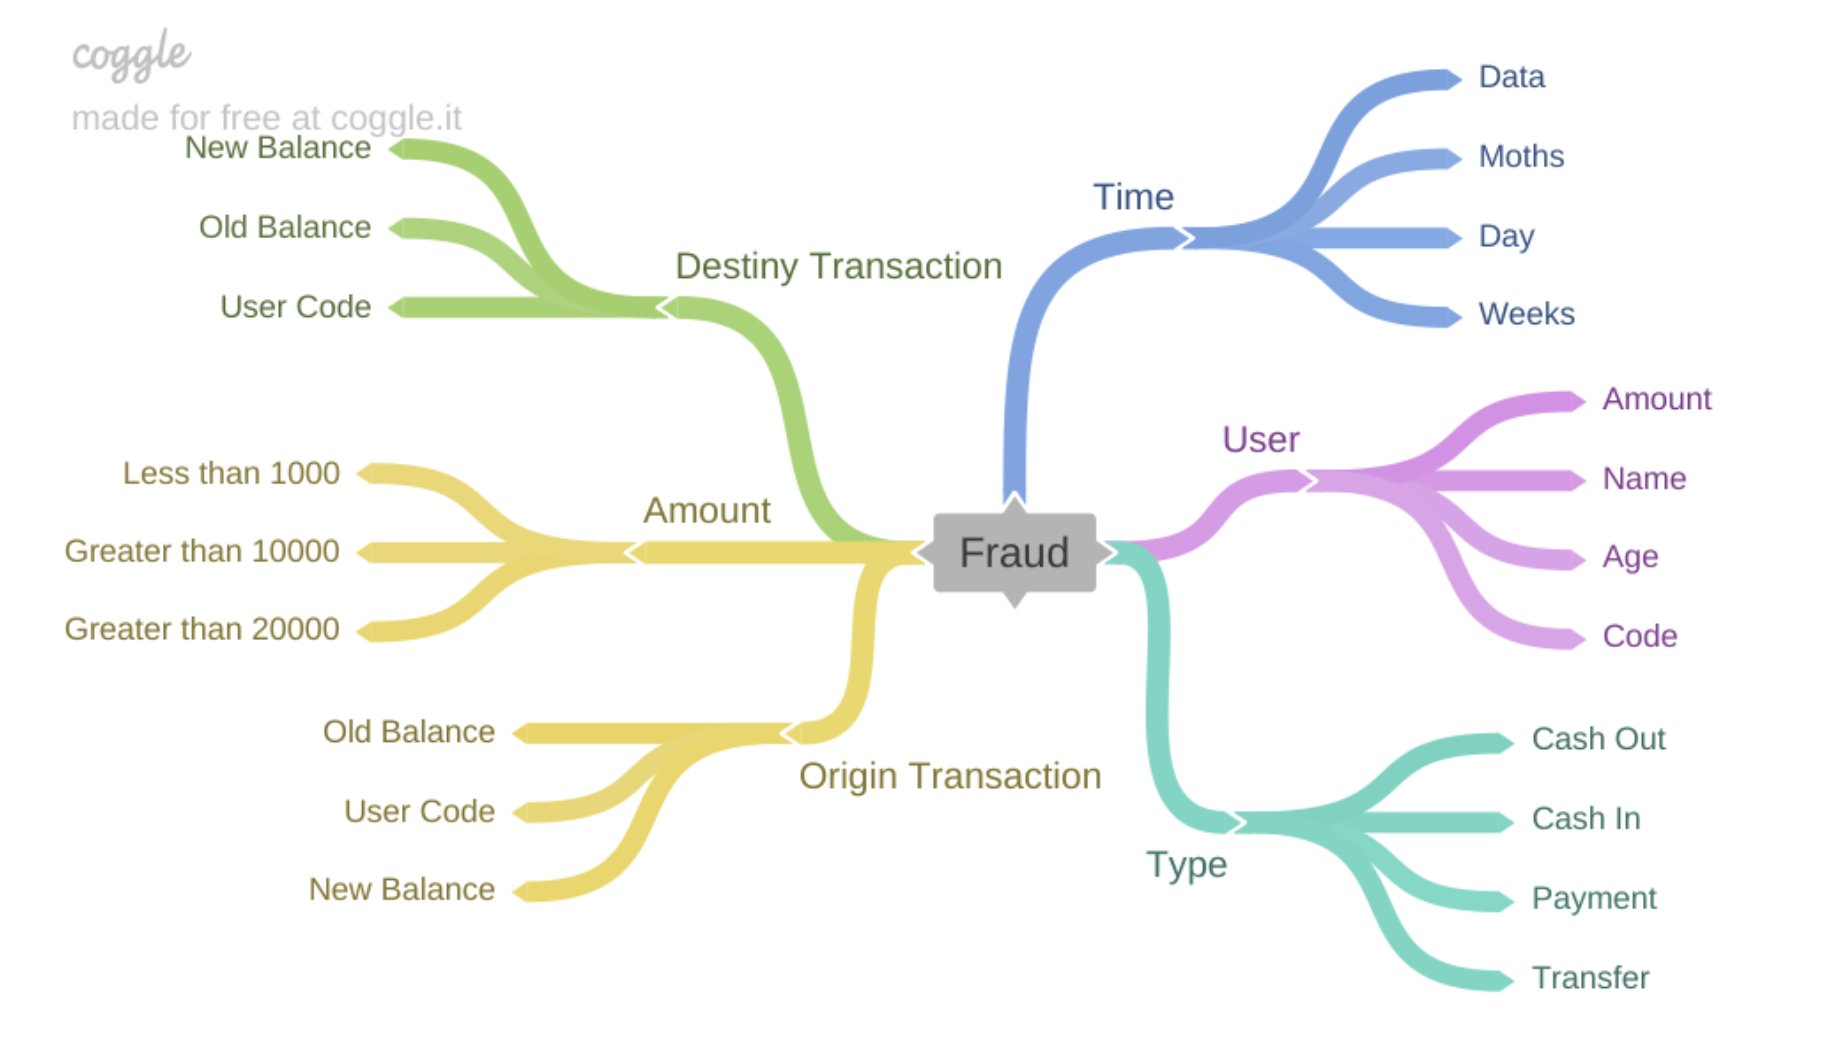 coggle
made for free at coggle.it
New Balance
Old Balance
User Code
Destiny Transaction
Less than 1000
Greater than 10000
Greater than 20000
Amount
Old Balance
User Code
New Balance
Origin Transaction
Fraud
Time
Data
Moths
Day
Weeks
User
Amount
Name
Age
Code
Type
Cash Out
Cash In
Payment
Transfer